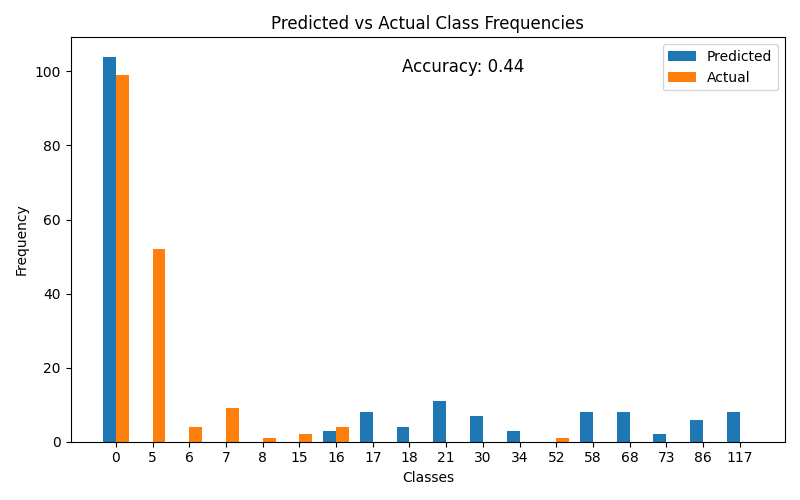 Predicted vs Actual Class Frequencies
Accuracy: 0.44
Predicted
Actual
Frequency
100
80
60
40
20
0
0 5 6 7 8 15 16 17 18 21 30 34 52 58 68 73 86 117
Classes